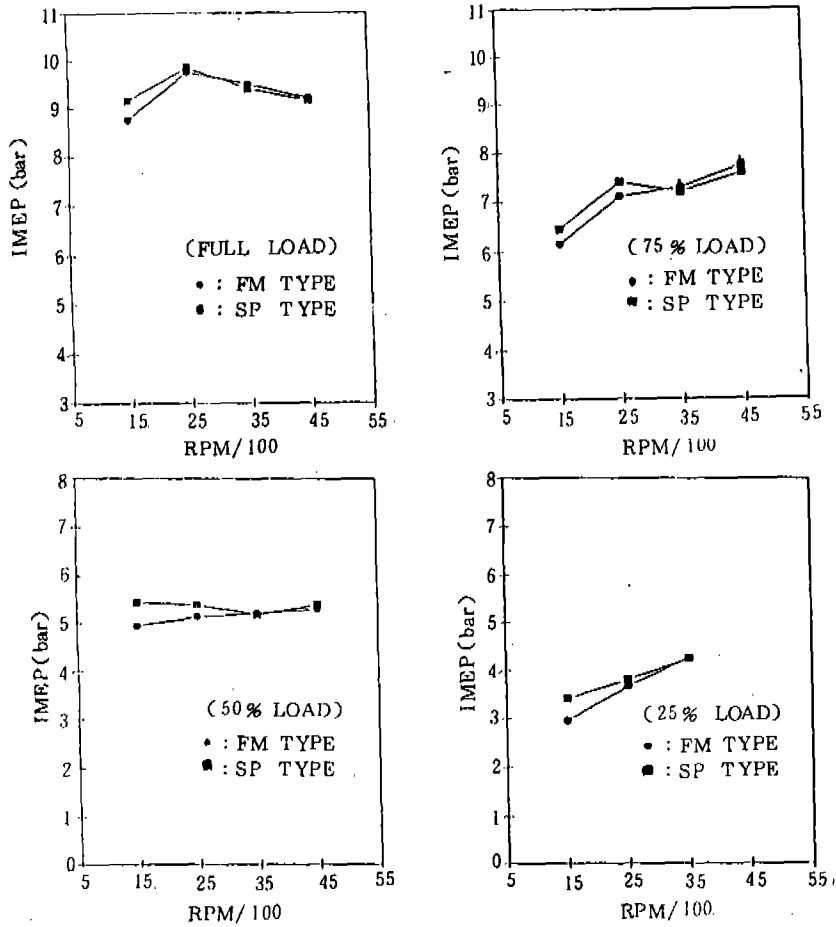 11
10
9
8
7
6
5
4
3
IMEP (bar)
(FULL LOAD)
: FM TYPE
: SP TYPE
5 15 25 35 45 55
RPM/100
11
10
9
8
7
6
5
4
3
IMEP (bar)
(75% LOAD)
: FM TYPE
: SP TYPE
5 15 25 35 45 55
RPM/100
8
7
6
5
4
3
2
1
0
IMEP (bar)
(50% LOAD)
: FM TYPE
: SP TYPE
5 15 25 35 45 55
RPM/100
8
7
6
5
4
3
2
1
0
IMEP (bar)
(25% LOAD)
: FM TYPE
: SP TYPE
5 15 25 35 45 55
RPM/100